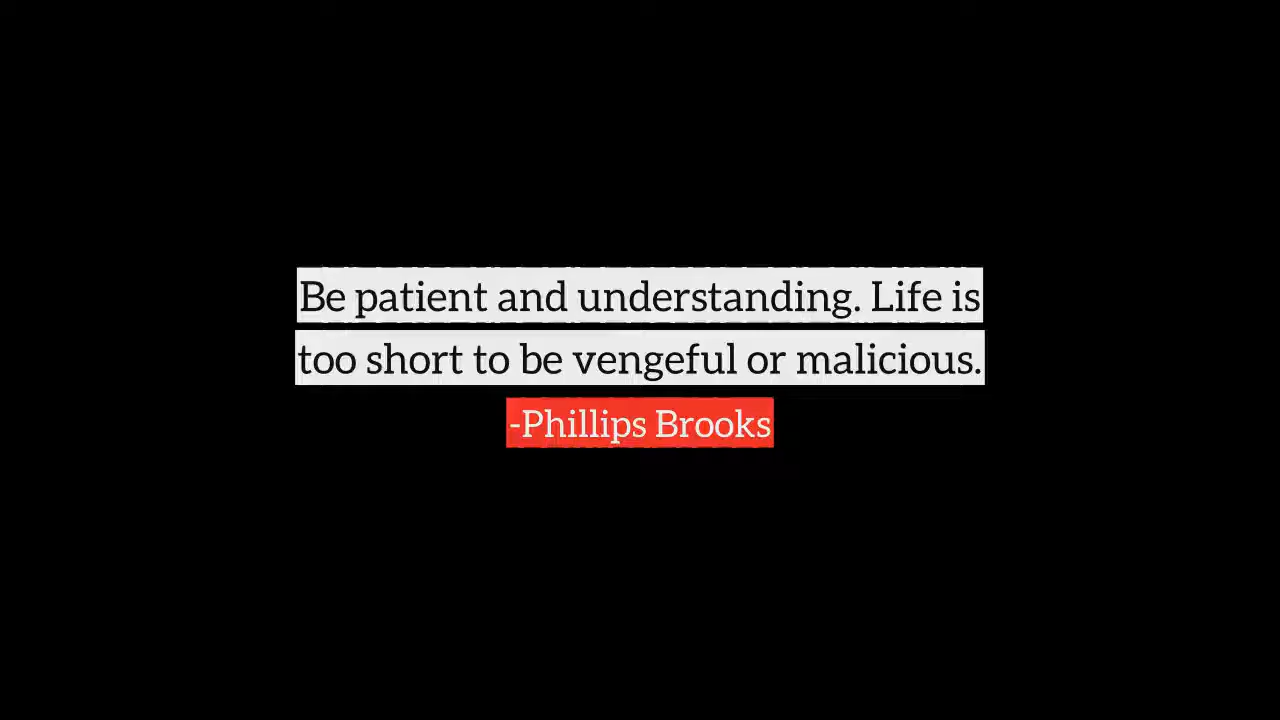 Be patient and understanding. Life is
too short to be vengeful or malicious.
-Phillips Brooks